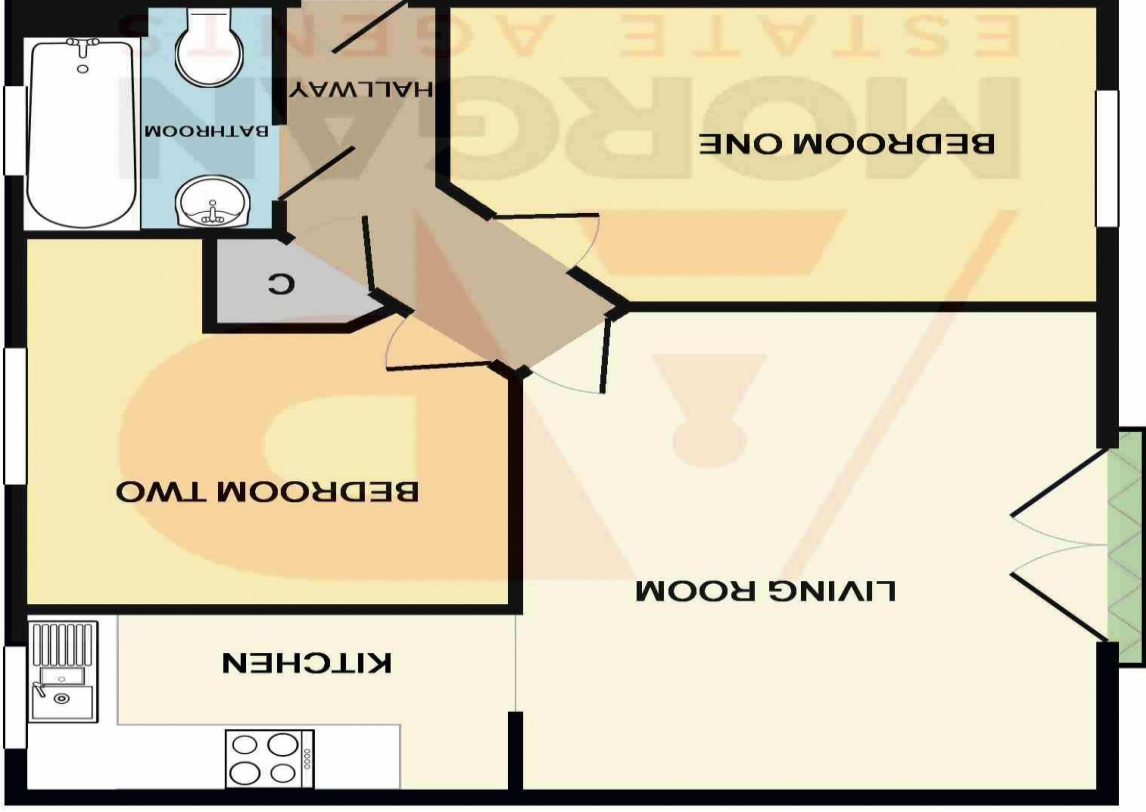 KITCHEN
LIVING ROOM
BEDROOM TWO
C
BEDROOM ONE
BATHROOM
HALLWAY
MORGAN
ESTATE AGENTS